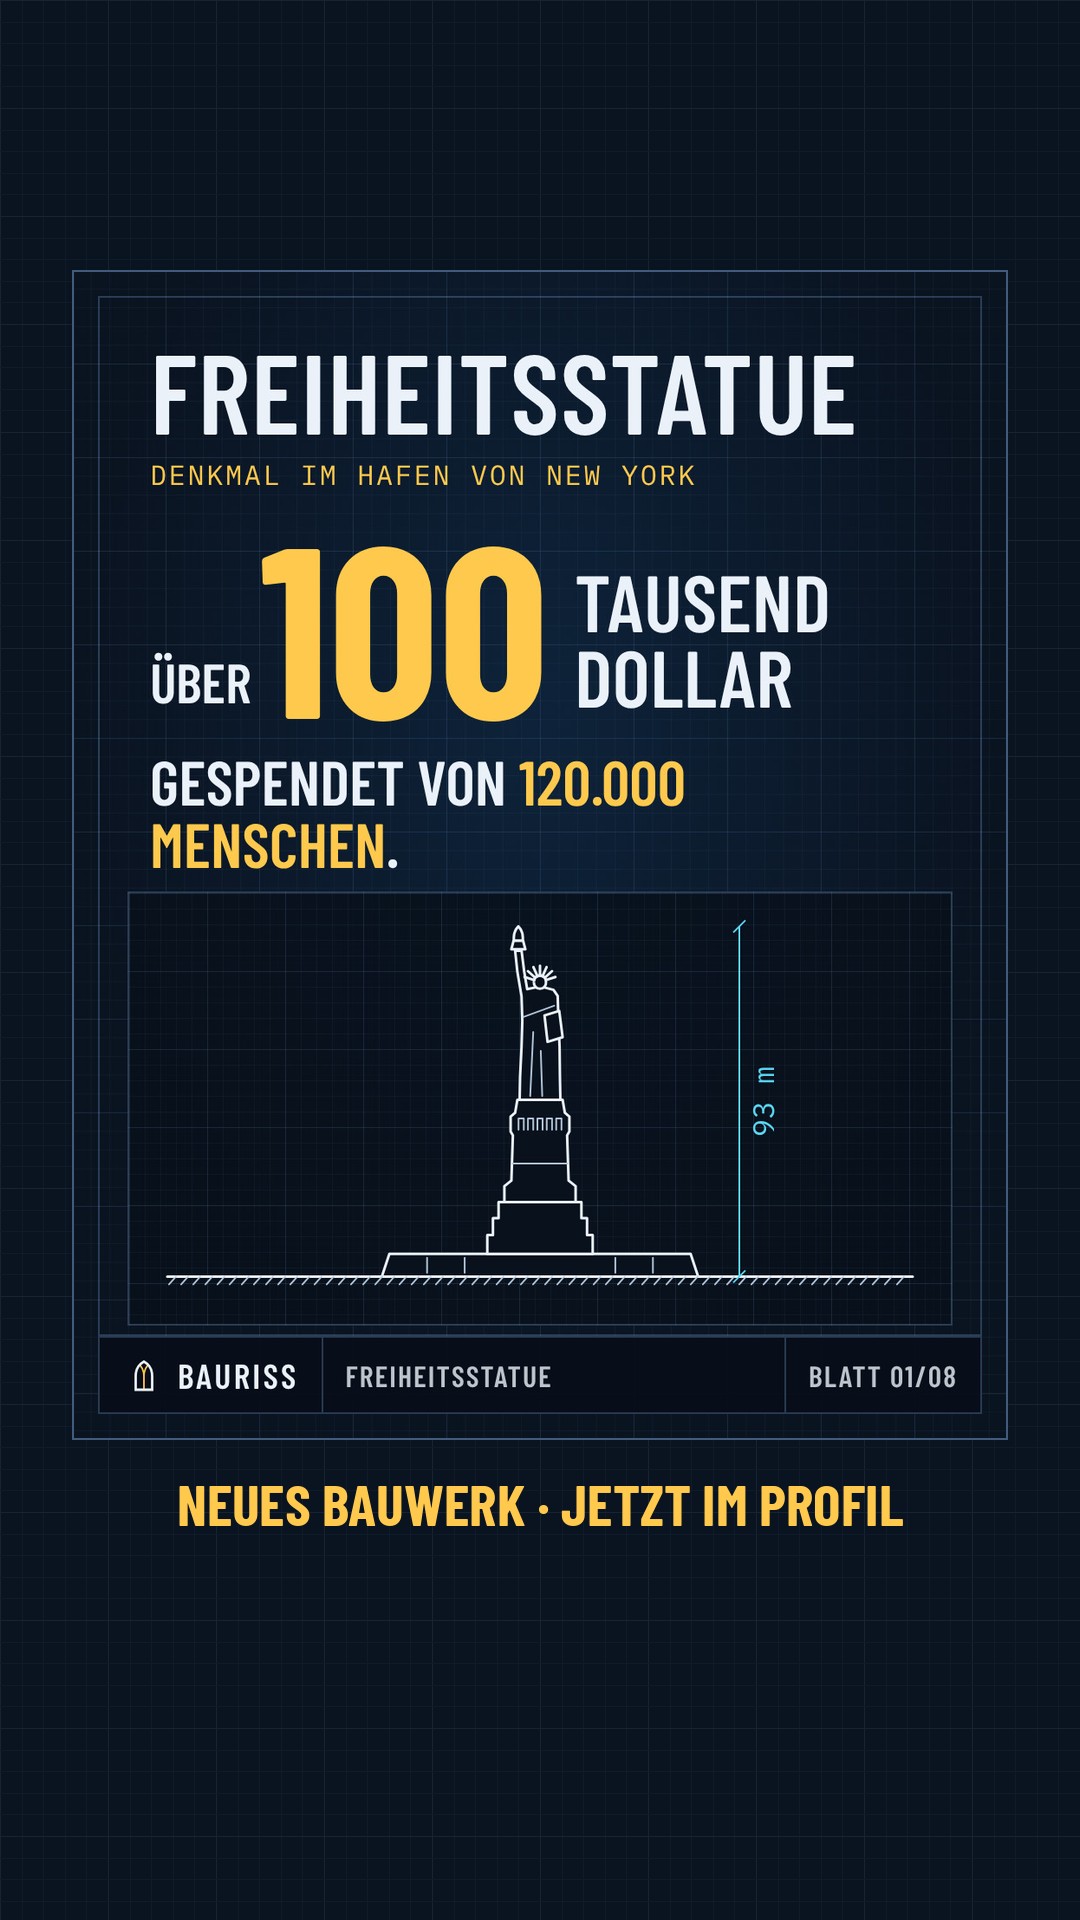 FREIHEITSSTATUE
DENKMAL IM HAFEN VON NEW YORK
ÜBER 100 TAUSEND
DOLLAR
GESPENDET VON 120.000
MENSCHEN.
93 m
BAURISS
FREIHEITSSTATUE
BLATT 01/08
NEUES BAUWERK · JETZT IM PROFIL